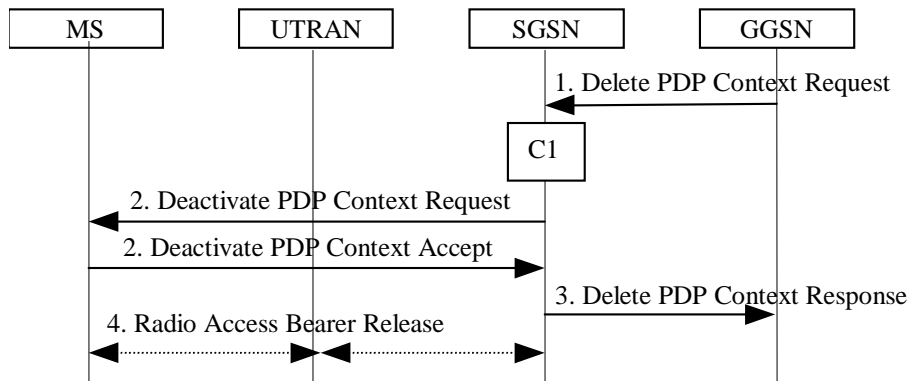 MS
UTRAN
SGSN
GGSN
1. Delete PDP Context Request
C1
2. Deactivate PDP Context Request
2. Deactivate PDP Context Accept
3. Delete PDP Context Response
4. Radio Access Bearer Release